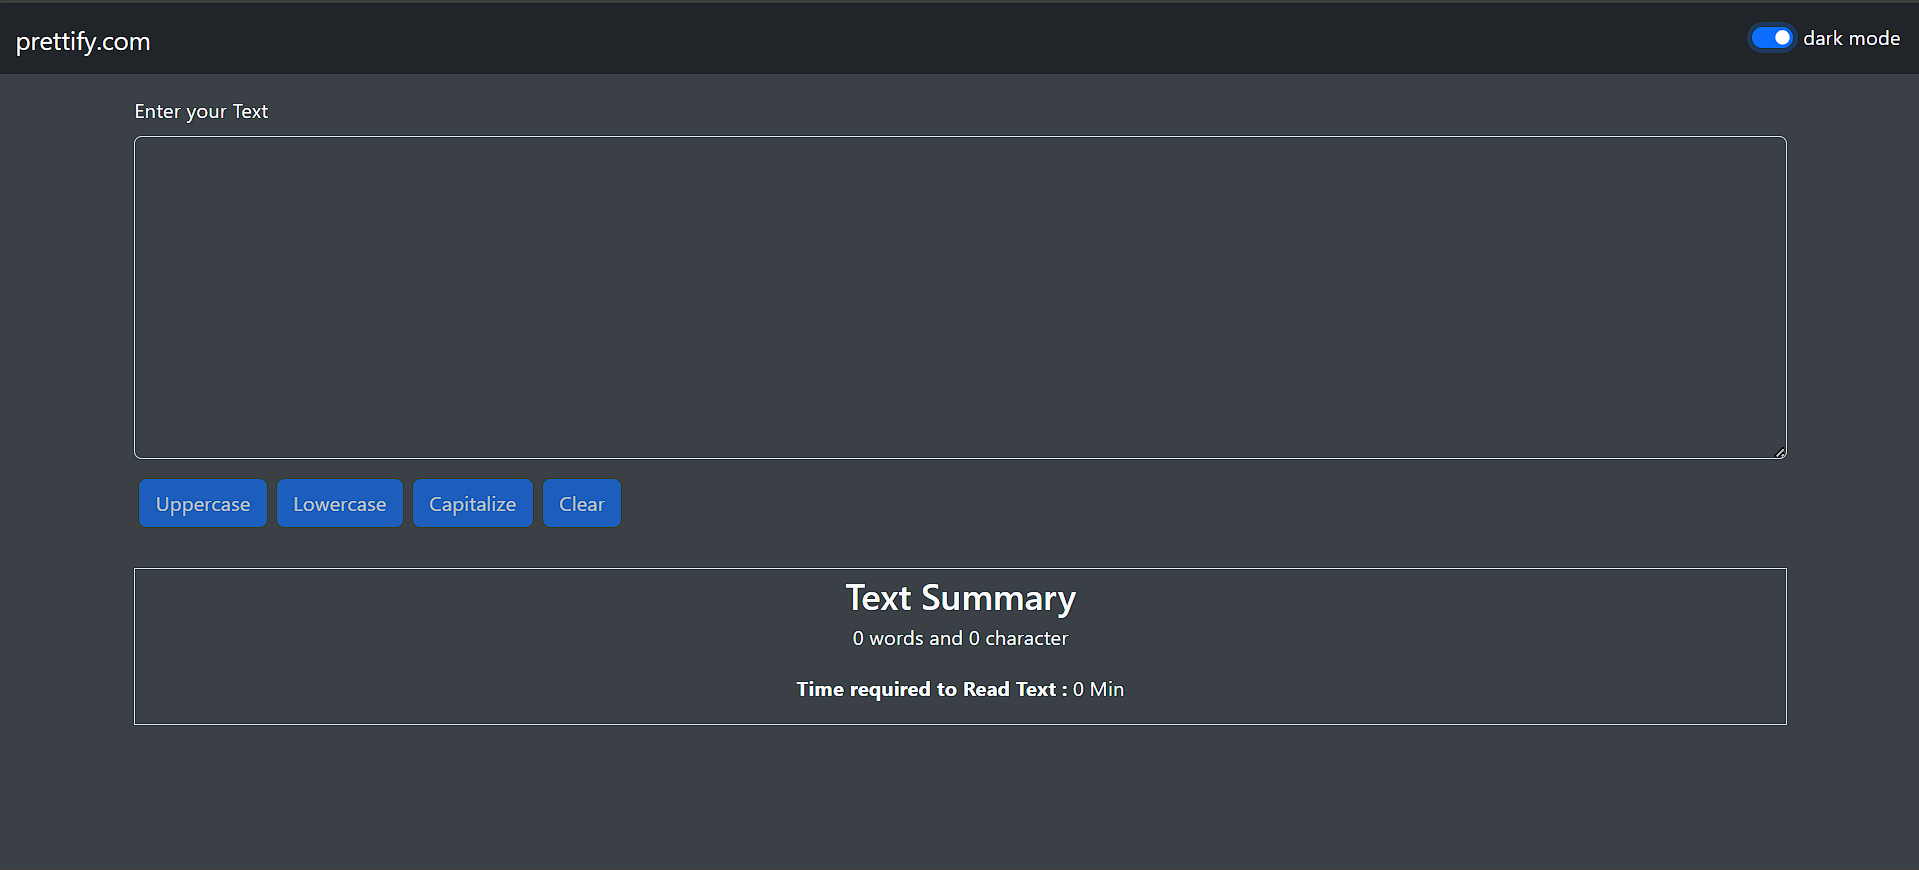 prettify.com
dark mode
Enter your Text
Uppercase Lowercase Capitalize Clear
Text Summary
0 words and 0 character
Time required to Read Text : 0 Min